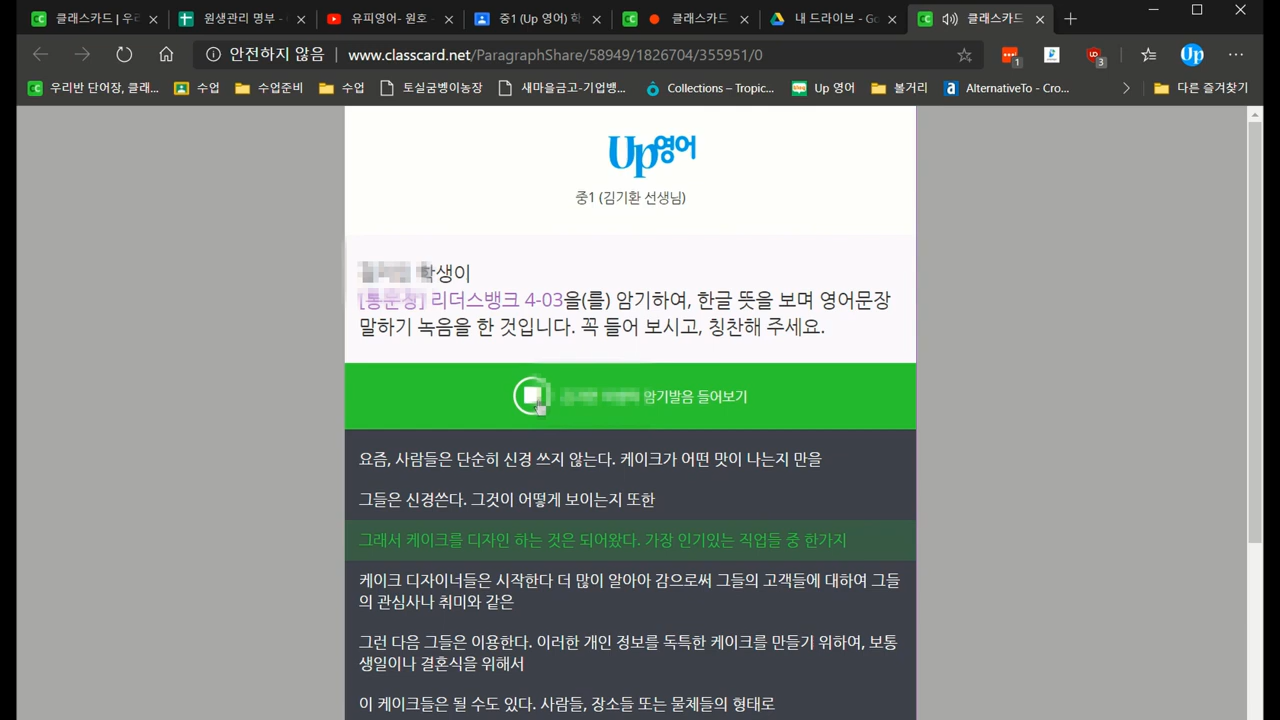 클래스카드 | 우리
원생관리 명부 -
유피영어- 원호 -
중1 (Up 영어) 학
클래스카드
내 드라이브 - Go
클래스카드
안전하지 않음 | www.classcard.net/ParagraphShare/58949/1826704/355951/0
1
3
Up
우리반 단어장, 클래...
수업
수업준비
수업
토실굼벵이농장
새마을금고-기업뱅...
Collections – Tropic...
Up 영어
볼거리
AlternativeTo - Cro...
다른 즐겨찾기
Up영어
중1 (김기환 선생님)
학생이
[통문장] 리더스뱅크 4-03을(를) 암기하여, 한글 뜻을 보며 영어문장
말하기 녹음을 한 것입니다. 꼭 들어 보시고, 칭찬해 주세요.
암기발음 들어보기
요즘, 사람들은 단순히 신경 쓰지 않는다. 케이크가 어떤 맛이 나는지 만을
그들은 신경쓴다. 그것이 어떻게 보이는지 또한
그래서 케이크를 디자인 하는 것은 되어왔다. 가장 인기있는 직업들 중 한가지
케이크 디자이너들은 시작한다 더 많이 알아아 감으로써 그들의 고객들에 대하여 그들
의 관심사나 취미와 같은
그런 다음 그들은 이용한다. 이러한 개인 정보를 독특한 케이크를 만들기 위하여, 보통
생일이나 결혼식을 위해서
이 케이크들은 될 수도 있다. 사람들, 장소들 또는 물체들의 형태로